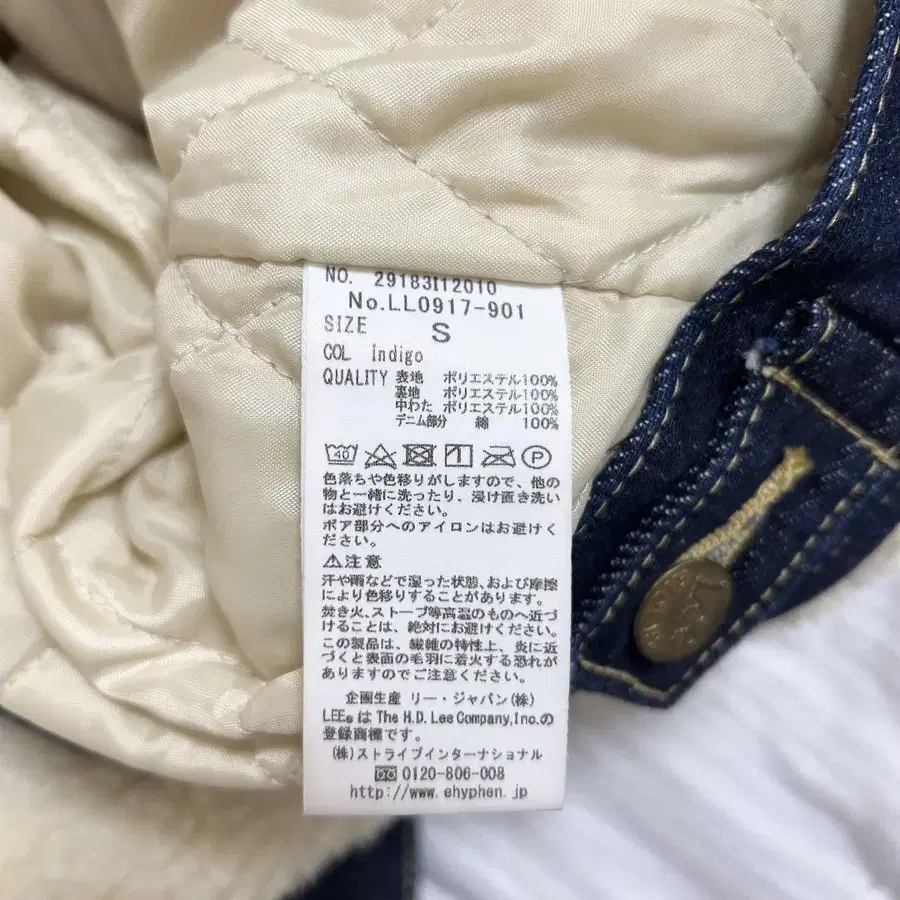 NO. 29183I12010
No.LL0917-901
SIZE S
COL Indigo
QUALITY 表地 ポリエステル100%
裏地 ポリエステル100%
中わた ポリエステル100%
デニム部分 綿 100%
40 1 P
色落ちや色移りがしますので、他の
物と一緒に洗ったり、浸け置き洗い
はお避けください。
ボア部分へのアイロンはお避けく
ださい。
⚠注意
汗や雨などで湿った状態、および摩擦
により色移りすることがあります。
焚き火、ストーブ等高温のものへ近づ
けることは、絶対にお避けください。
この製品は、繊維の特性上、炎に近
づくと表面の毛羽に着火する恐れが
ありますのでご注意ください。
企画生産 リー・ジャパン(株)
LEE®は The H.D. Lee Company,Inc.の
登録商標です。
(株)ストライプインターナショナル
0120-806-008
http://www.ehyphen.jp